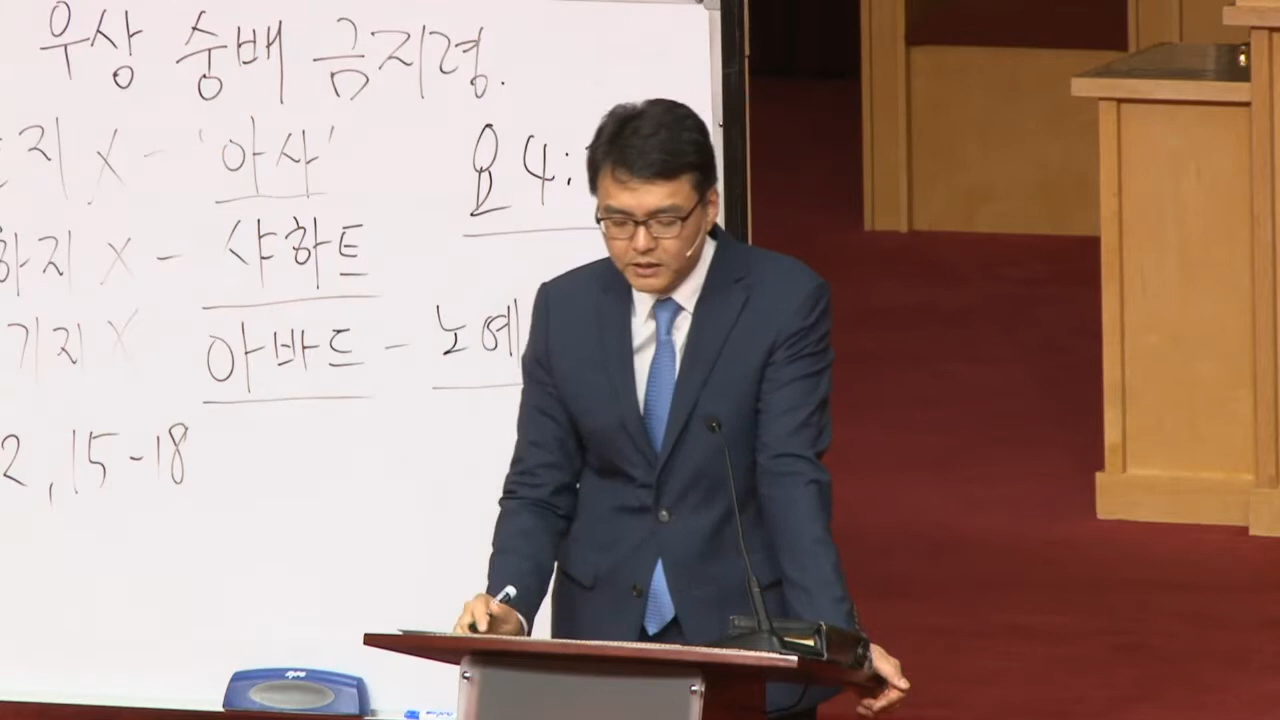 우상 숭배 금지령.
지 X - '아사'
요 4:
하지 X - 샤하트
기지 X 아바드 - 노예
2, 15-18